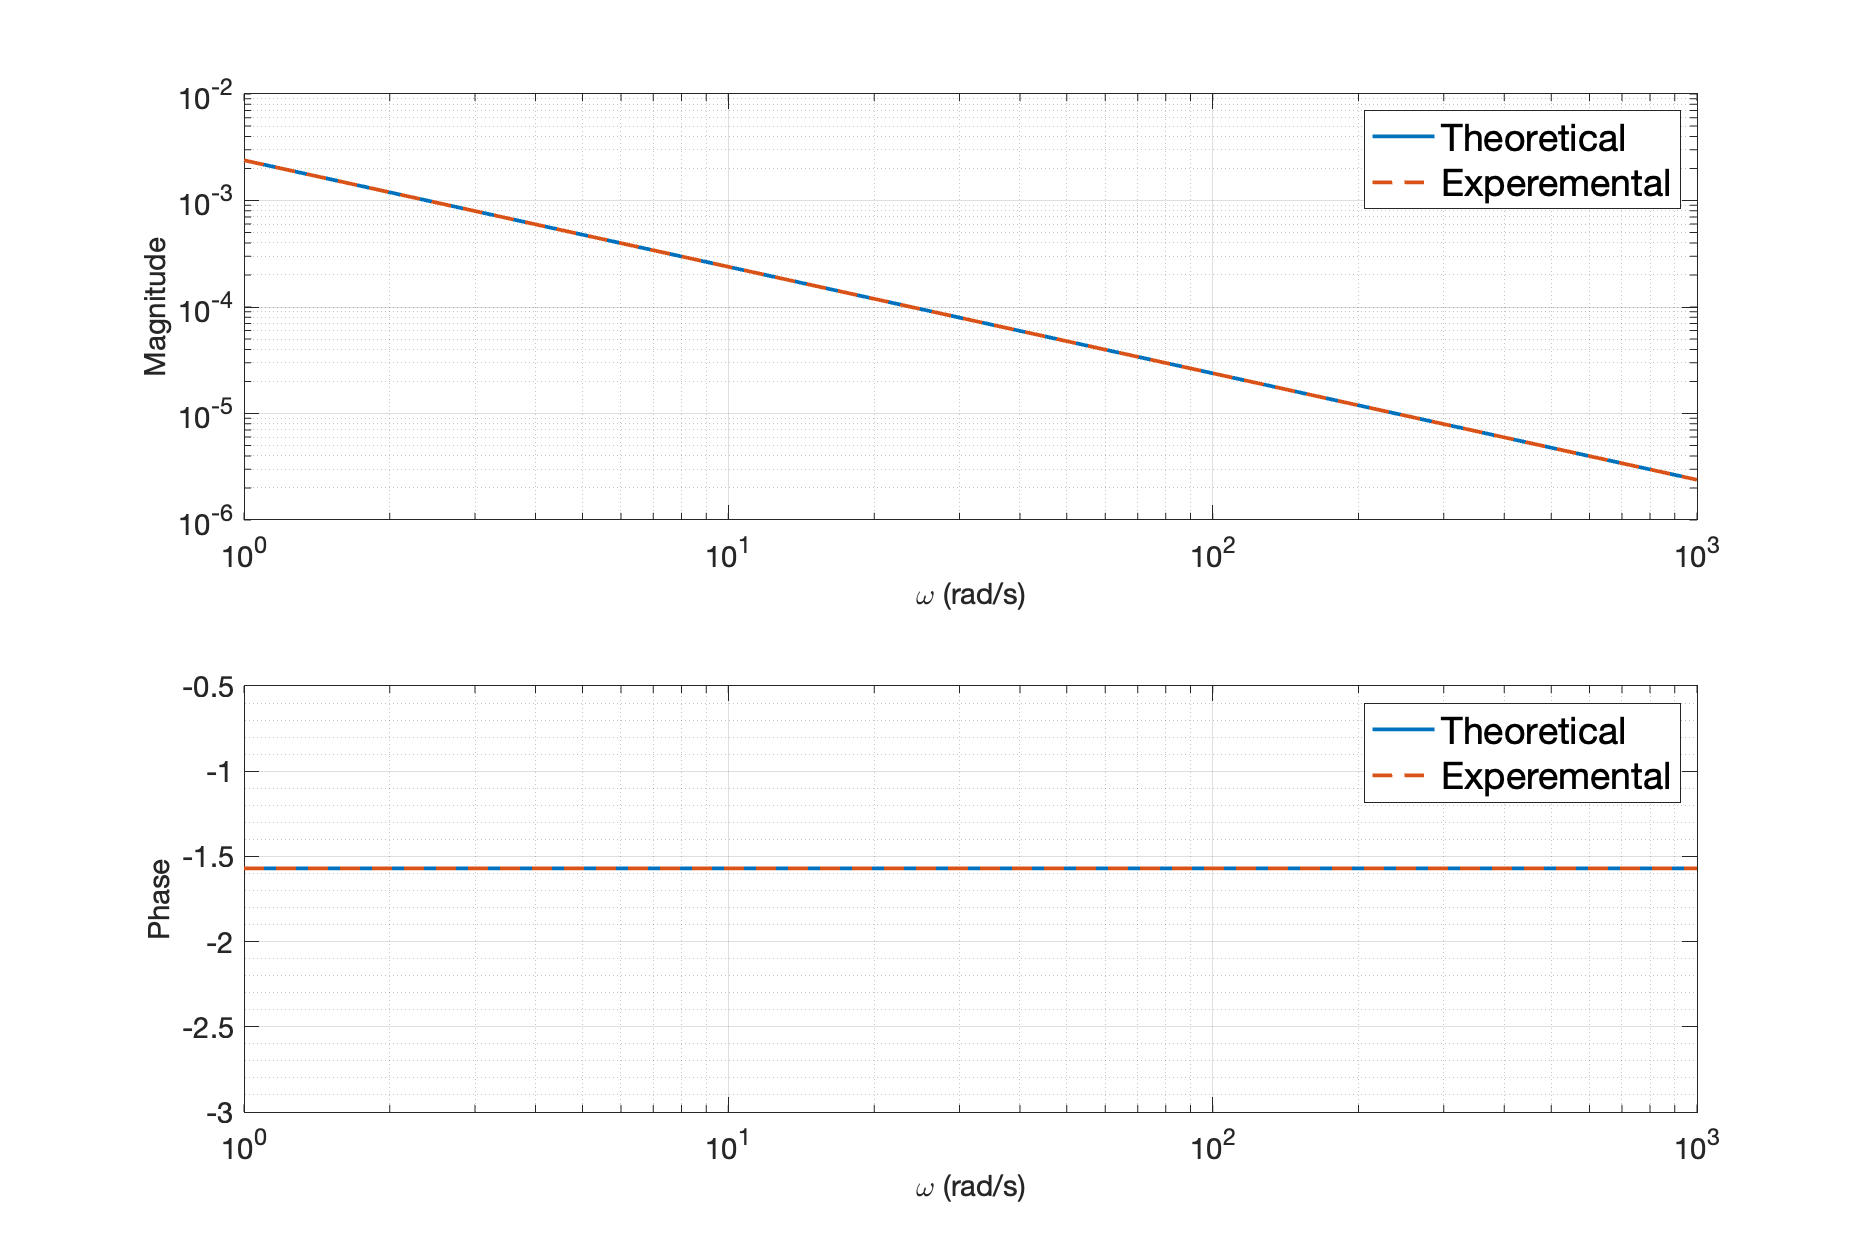 10^-2
10^-3
10^-4
10^-5
10^-6
Magnitude
Theoretical
Experemental
10^0 10^1 10^2 10^3
ω (rad/s)
-0.5
-1
-1.5
-2
-2.5
-3
Phase
Theoretical
Experemental
10^0 10^1 10^2 10^3
ω (rad/s)